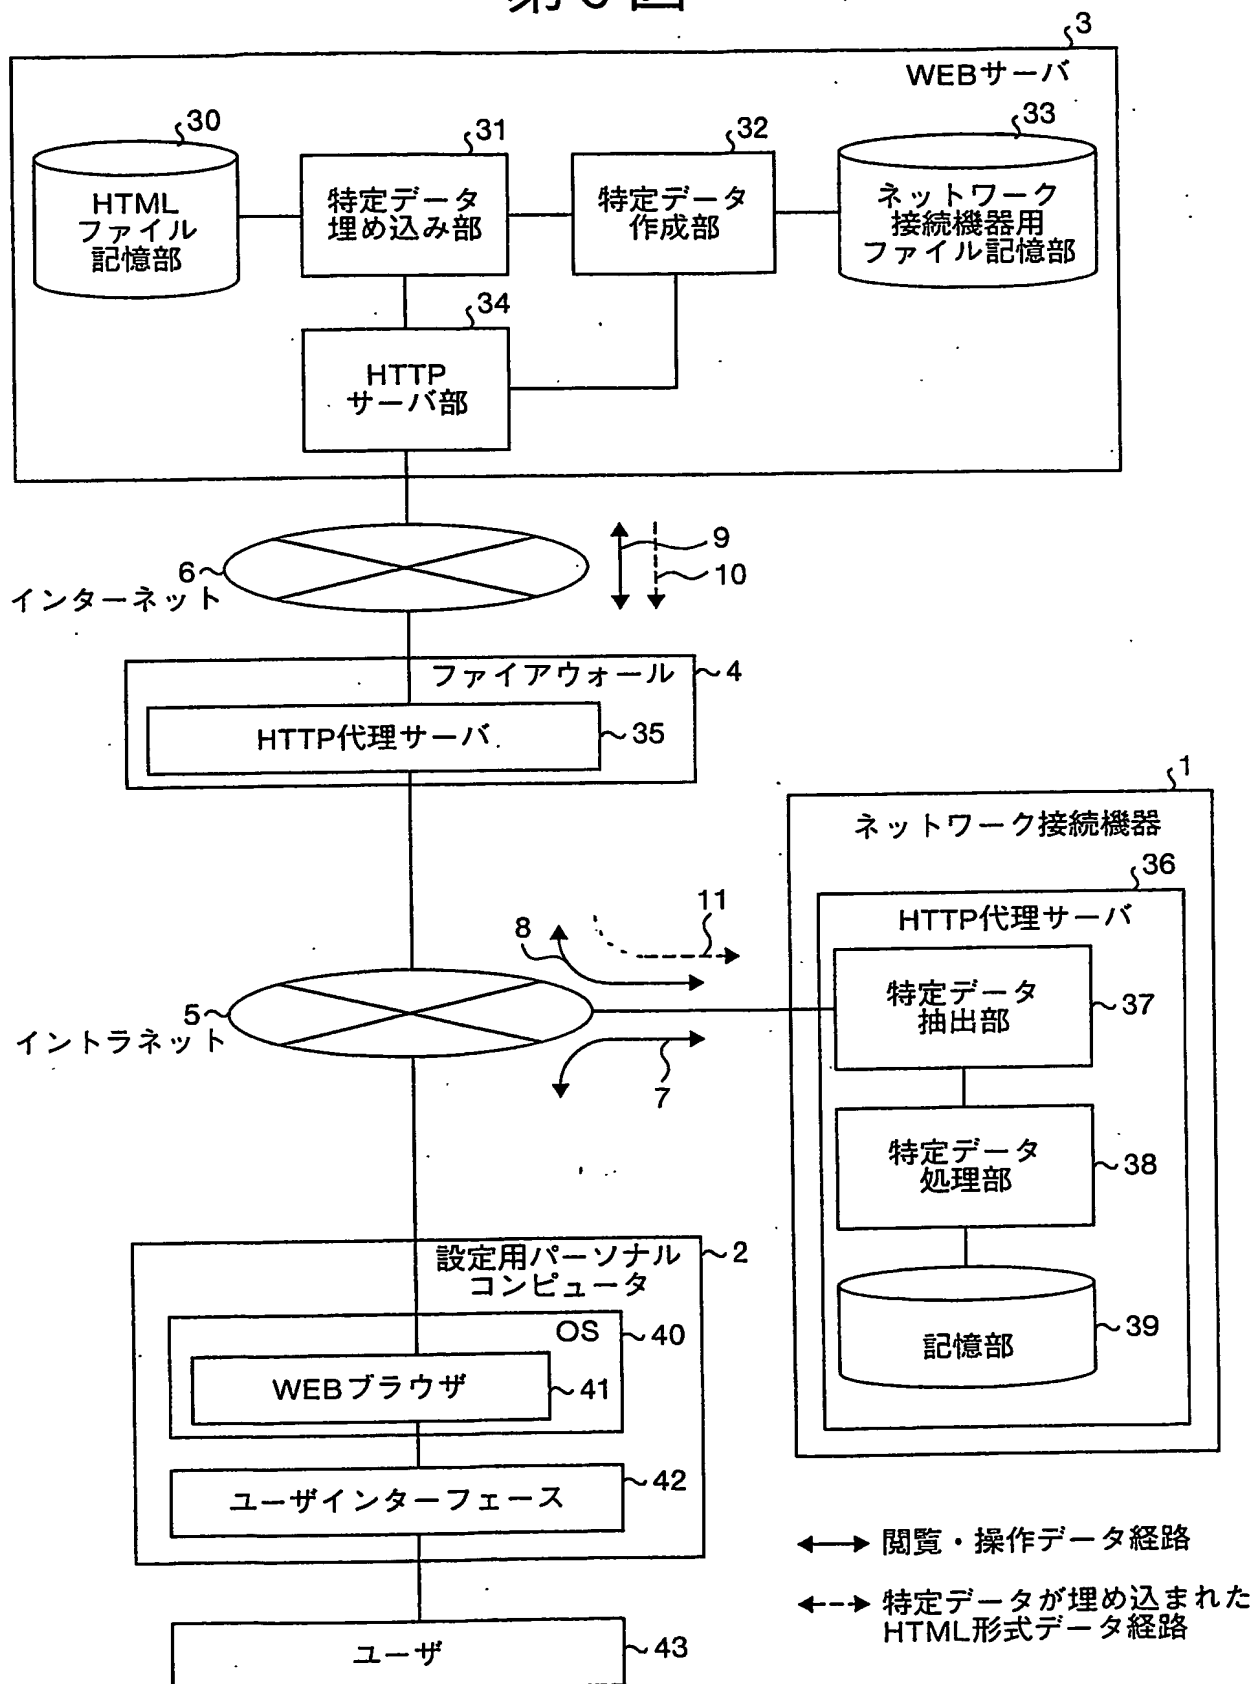 3
WEBサーバ
30
31
32
33
HTML
ファイル
記憶部
特定データ
埋め込み部
特定データ
作成部
ネットワーク
接続機器用
ファイル記憶部
34
HTTP
サーバ部
9
10
6
インターネット
ファイアウォール
4
HTTP代理サーバ
35
1
ネットワーク接続機器
36
HTTP代理サーバ
11
8
特定データ
抽出部
37
5
イントラネット
7
特定データ
処理部
38
設定用パーソナル
コンピュータ
2
OS
40
記憶部
39
WEBブラウザ
41
ユーザインターフェース
42
閲覧・操作データ経路
特定データが埋め込まれた
HTML形式データ経路
ユーザ
43